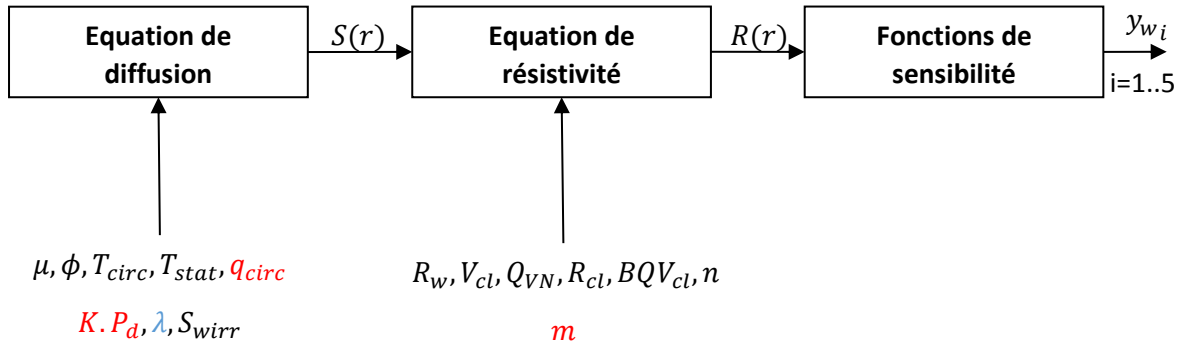 Equation de
diffusion
S(r)
Equation de
résistivité
R(r)
Fonctions de
sensibilité
y_{w_i}
i=1..5
μ, ϕ, T_{circ}, T_{stat}, q_{circ}
K. P_d, λ, S_{wirr}
R_w, V_{cl}, Q_{VN}, R_{cl}, BQV_{cl}, n
m